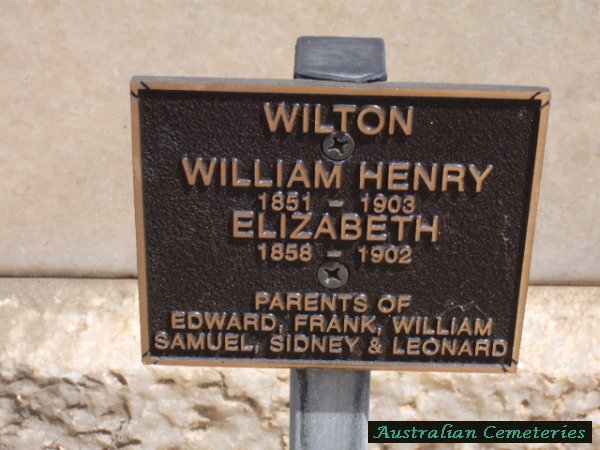 WILTON
WILLIAM HENRY
1851 - 1903
ELIZABETH
1858 - 1902
PARENTS OF
EDWARD, FRANK, WILLIAM
SAMUEL, SIDNEY & LEONARD
Australian Cemeteries